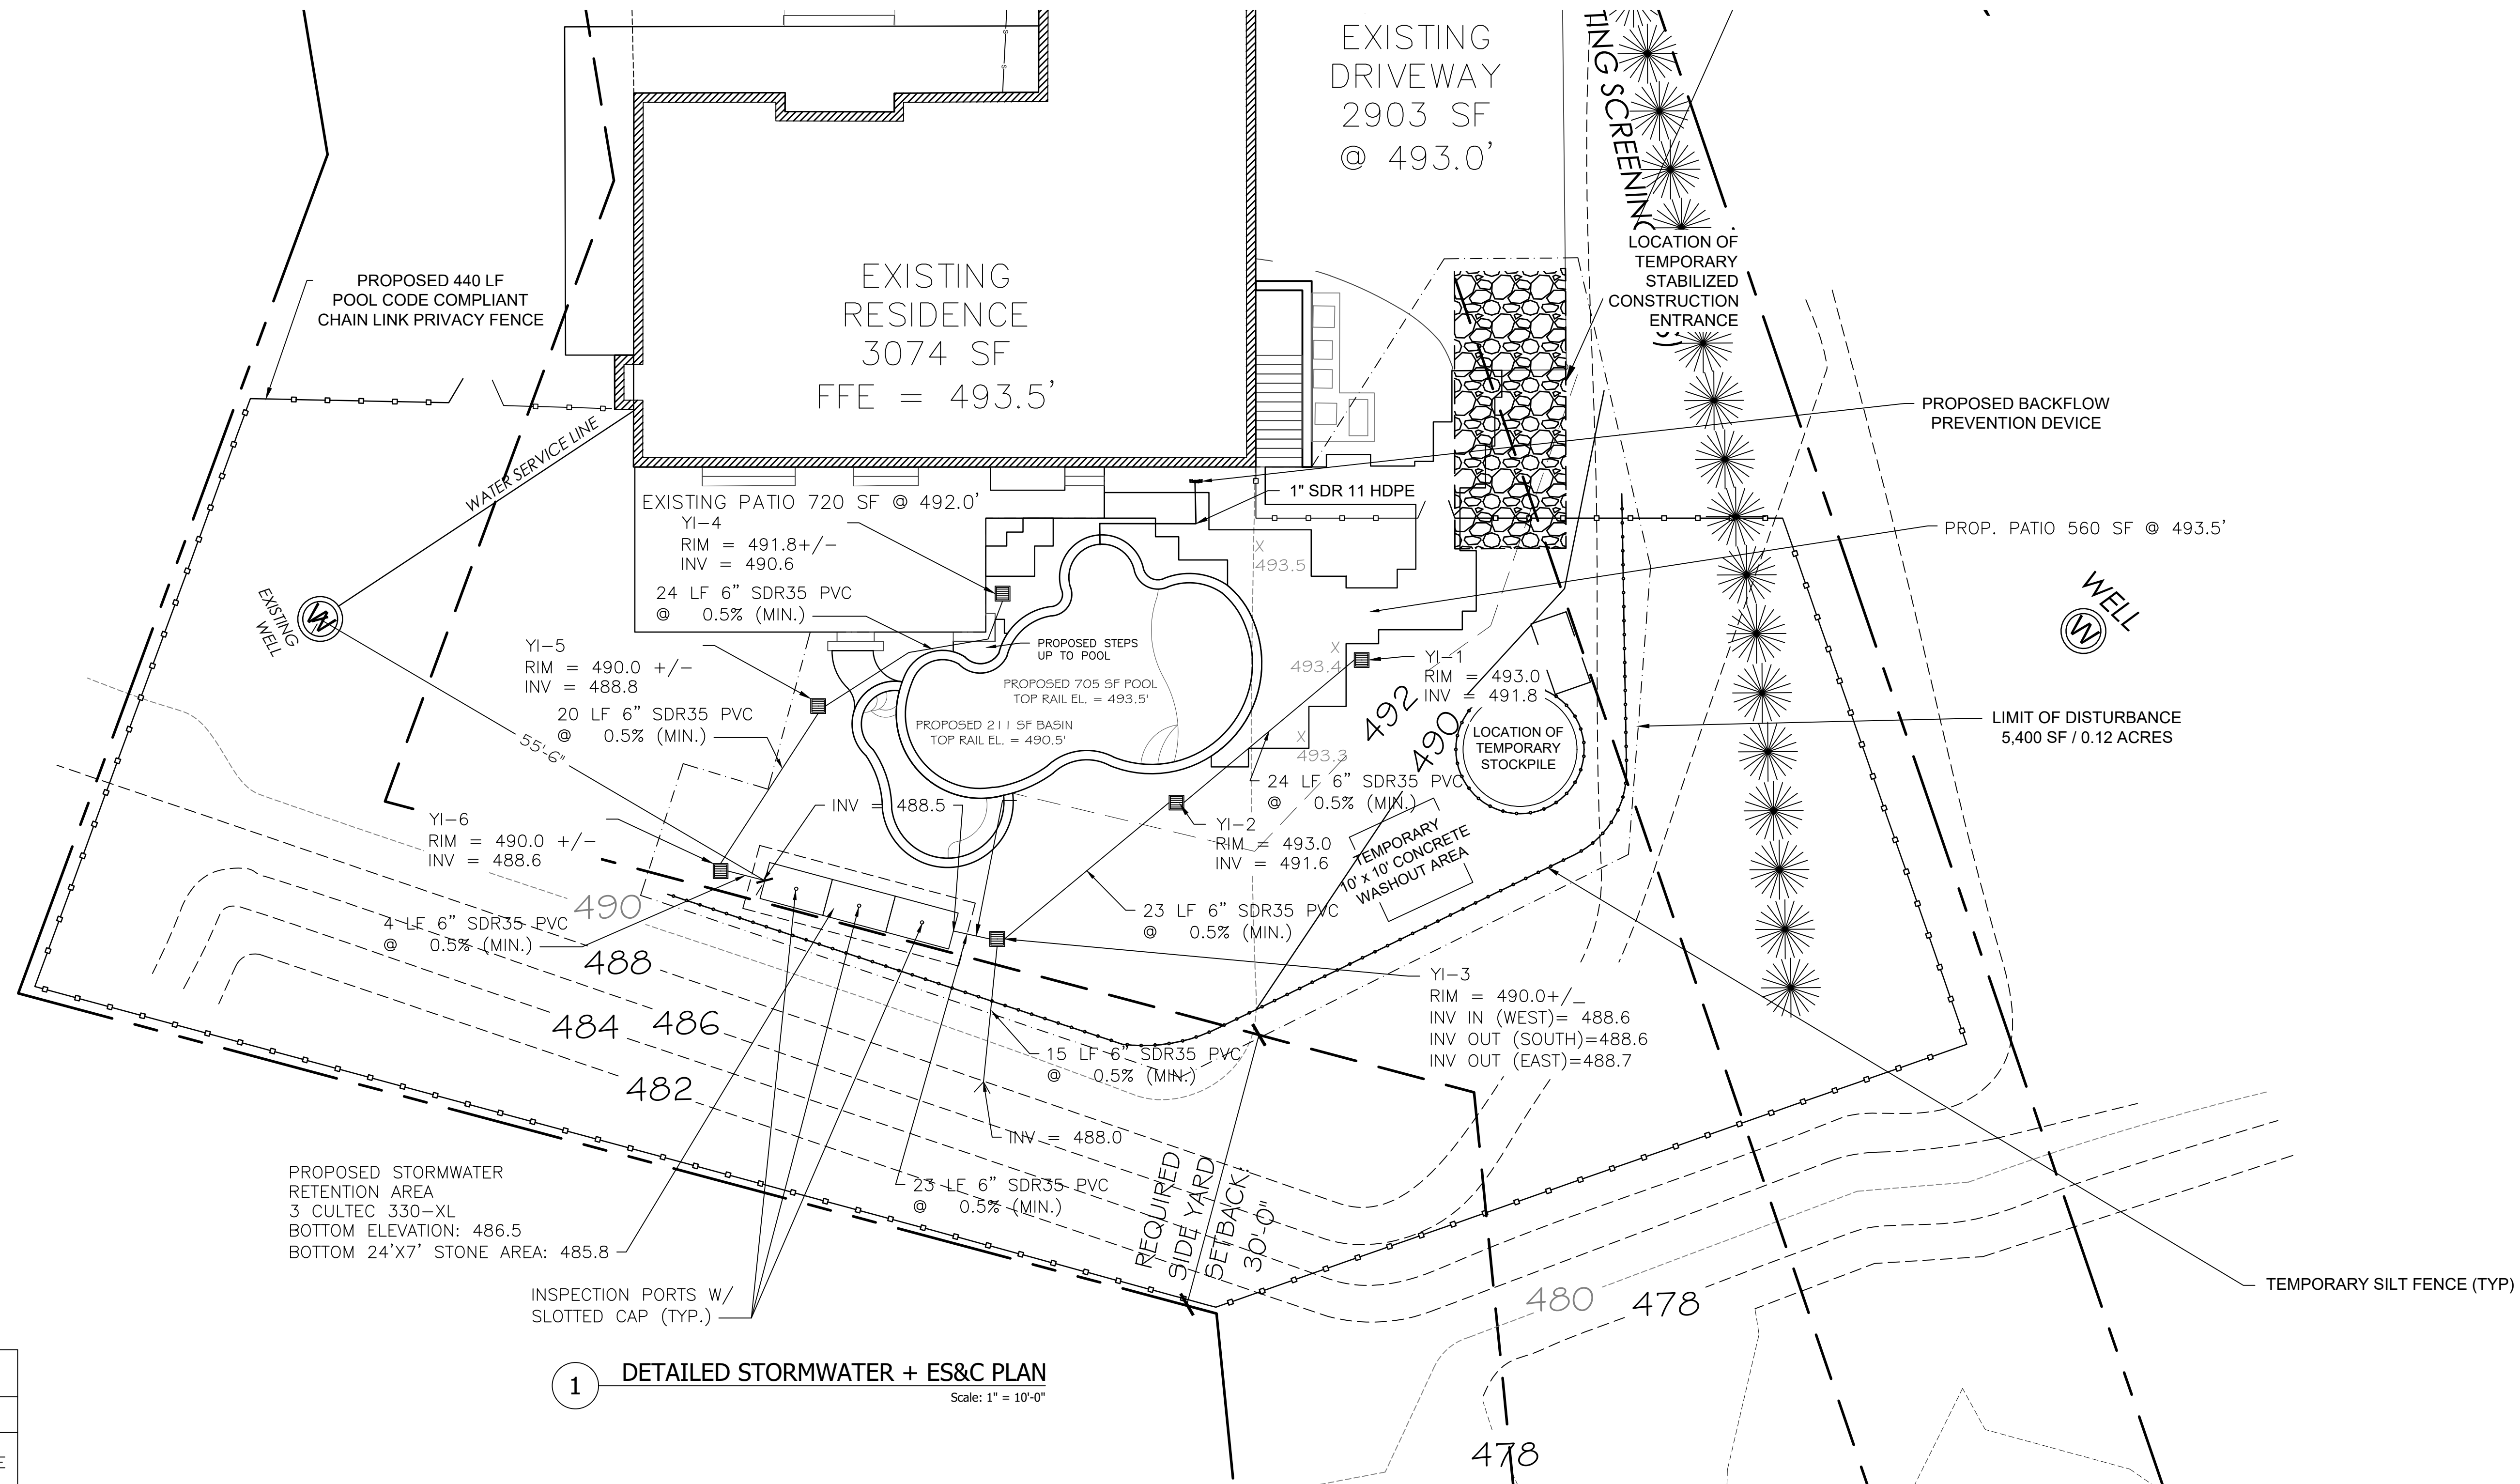 EXISTING
DRIVEWAY
2903 SF
@ 493.0'
TING SCREENING
LOCATION OF
TEMPORARY
STABILIZED
CONSTRUCTION
ENTRANCE
PROPOSED 440 LF
POOL CODE COMPLIANT
CHAIN LINK PRIVACY FENCE
EXISTING
RESIDENCE
3074 SF
FFE = 493.5'
PROPOSED BACKFLOW
PREVENTION DEVICE
WATER SERVICE LINE
1" SDR 11 HDPE
EXISTING PATIO 720 SF @ 492.0'
YI-4
RIM = 491.8+/-
INV = 490.6
24 LF 6" SDR35 PVC
@ 0.5% (MIN.)
PROP. PATIO 560 SF @ 493.5'
X
493.5
WELL
W
EXISTING
WELL
W
YI-5
RIM = 490.0 +/-
INV = 488.8
20 LF 6" SDR35 PVC
@ 0.5% (MIN.)
PROPOSED STEPS
UP TO POOL
PROPOSED 705 SF POOL
TOP RAIL EL. = 493.5'
PROPOSED 211 SF BASIN
TOP RAIL EL. = 490.5'
X
493.4
YI-1
RIM = 493.0
INV = 491.8
492
490
X
493.3
LOCATION OF
TEMPORARY
STOCKPILE
LIMIT OF DISTURBANCE
5,400 SF / 0.12 ACRES
55'-6"
24 LF 6" SDR35 PVC
@ 0.5% (MIN.)
INV = 488.5
YI-6
RIM = 490.0 +/-
INV = 488.6
YI-2
RIM = 493.0
INV = 491.6
TEMPORARY
10' x 10' CONCRETE
WASHOUT AREA
490
4 LF 6" SDR35 PVC
@ 0.5% (MIN.)
23 LF 6" SDR35 PVC
@ 0.5% (MIN.)
488
YI-3
RIM = 490.0+/_
INV IN (WEST)= 488.6
INV OUT (SOUTH)=488.6
INV OUT (EAST)=488.7
484
486
482
15 LF 6" SDR35 PVC
@ 0.5% (MIN.)
INV = 488.0
23 LF 6" SDR35 PVC
@ 0.5% (MIN.)
REQUIRED
SIDE YARD
SETBACK:
30'-0"
PROPOSED STORMWATER
RETENTION AREA
3 CULTEC 330-XL
BOTTOM ELEVATION: 486.5
BOTTOM 24'X7' STONE AREA: 485.8
INSPECTION PORTS W/
SLOTTED CAP (TYP.)
480
478
TEMPORARY SILT FENCE (TYP)
478
1
DETAILED STORMWATER + ES&C PLAN
Scale: 1" = 10'-0"
E